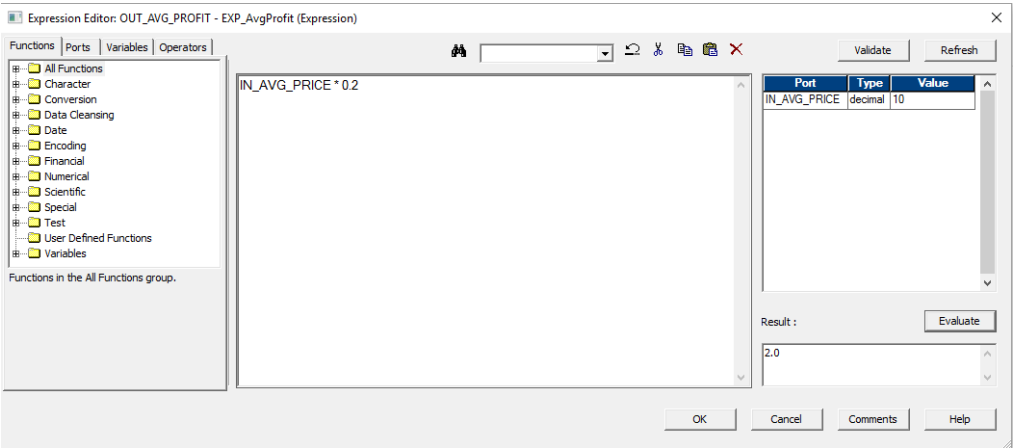 Expression Editor: OUT_AVG_PROFIT - EXP_AvgProfit (Expression)
Functions Ports Variables Operators
Validate Refresh
All Functions
Character
Conversion
Data Cleansing
Date
Encoding
Financial
Numerical
Scientific
Special
Test
User Defined Functions
Variables
Functions in the All Functions group.
IN_AVG_PRICE * 0.2
Port Type Value
IN_AVG_PRICE decimal 10
Result :
Evaluate
2.0
OK Cancel Comments Help